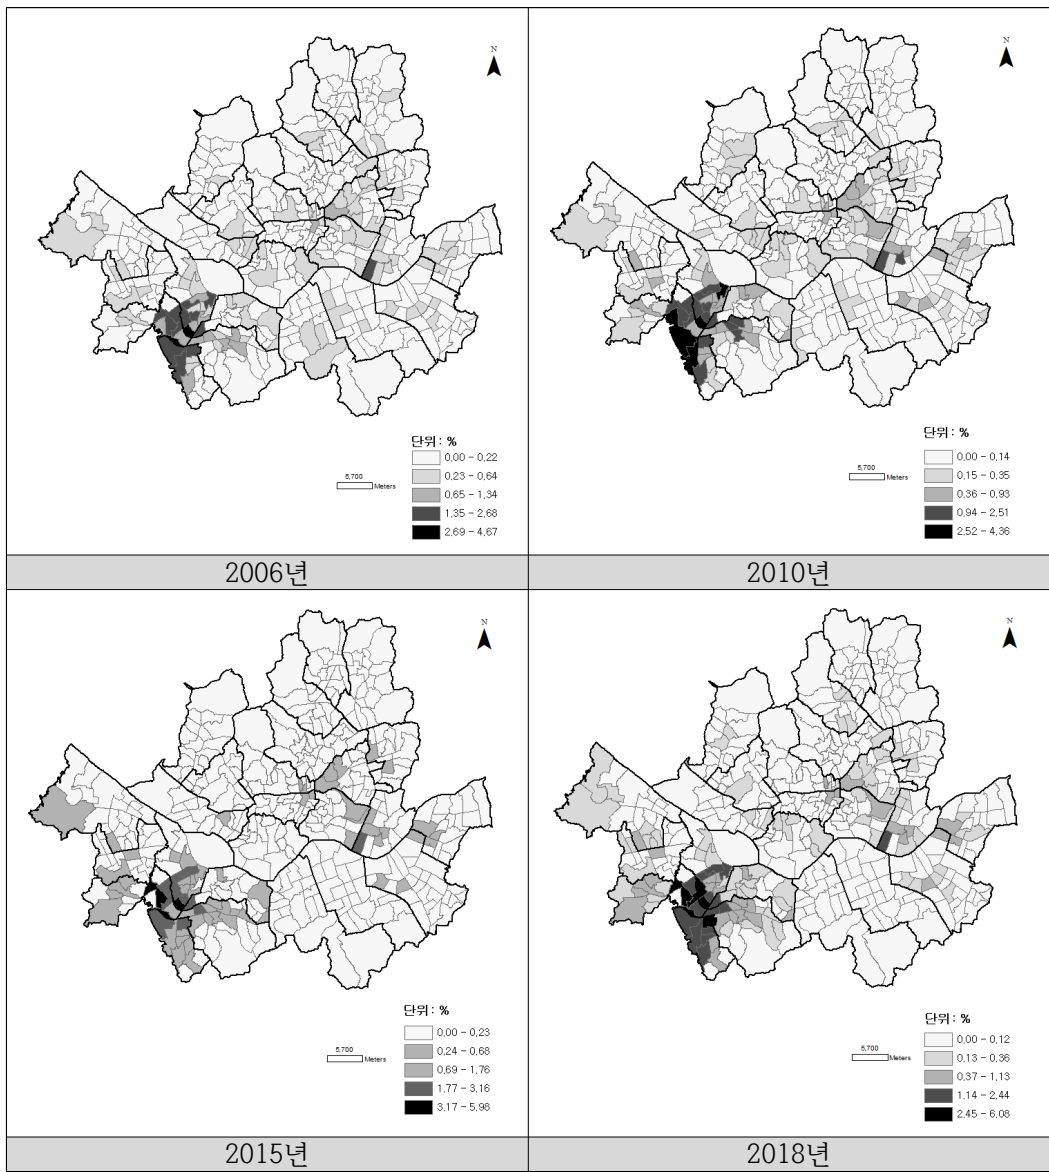 N
단위 : %
0,00 - 0,22
0,23 - 0,64
0,65 - 1,34
1,35 - 2,68
2,69 - 4,67
5,700
Meters
N
단위 : %
0,00 - 0,14
0,15 - 0,35
0,36 - 0,93
0,94 - 2,51
2,52 - 4,36
5,700
Meters
2006년
2010년
N
단위 : %
0,00 - 0,23
0,24 - 0,68
0,69 - 1,76
1,77 - 3,16
3,17 - 5,98
5,700
Meters
N
단위 : %
0,00 - 0,12
0,13 - 0,36
0,37 - 1,13
1,14 - 2,44
2,45 - 6,08
5,700
Meters
2015년
2018년